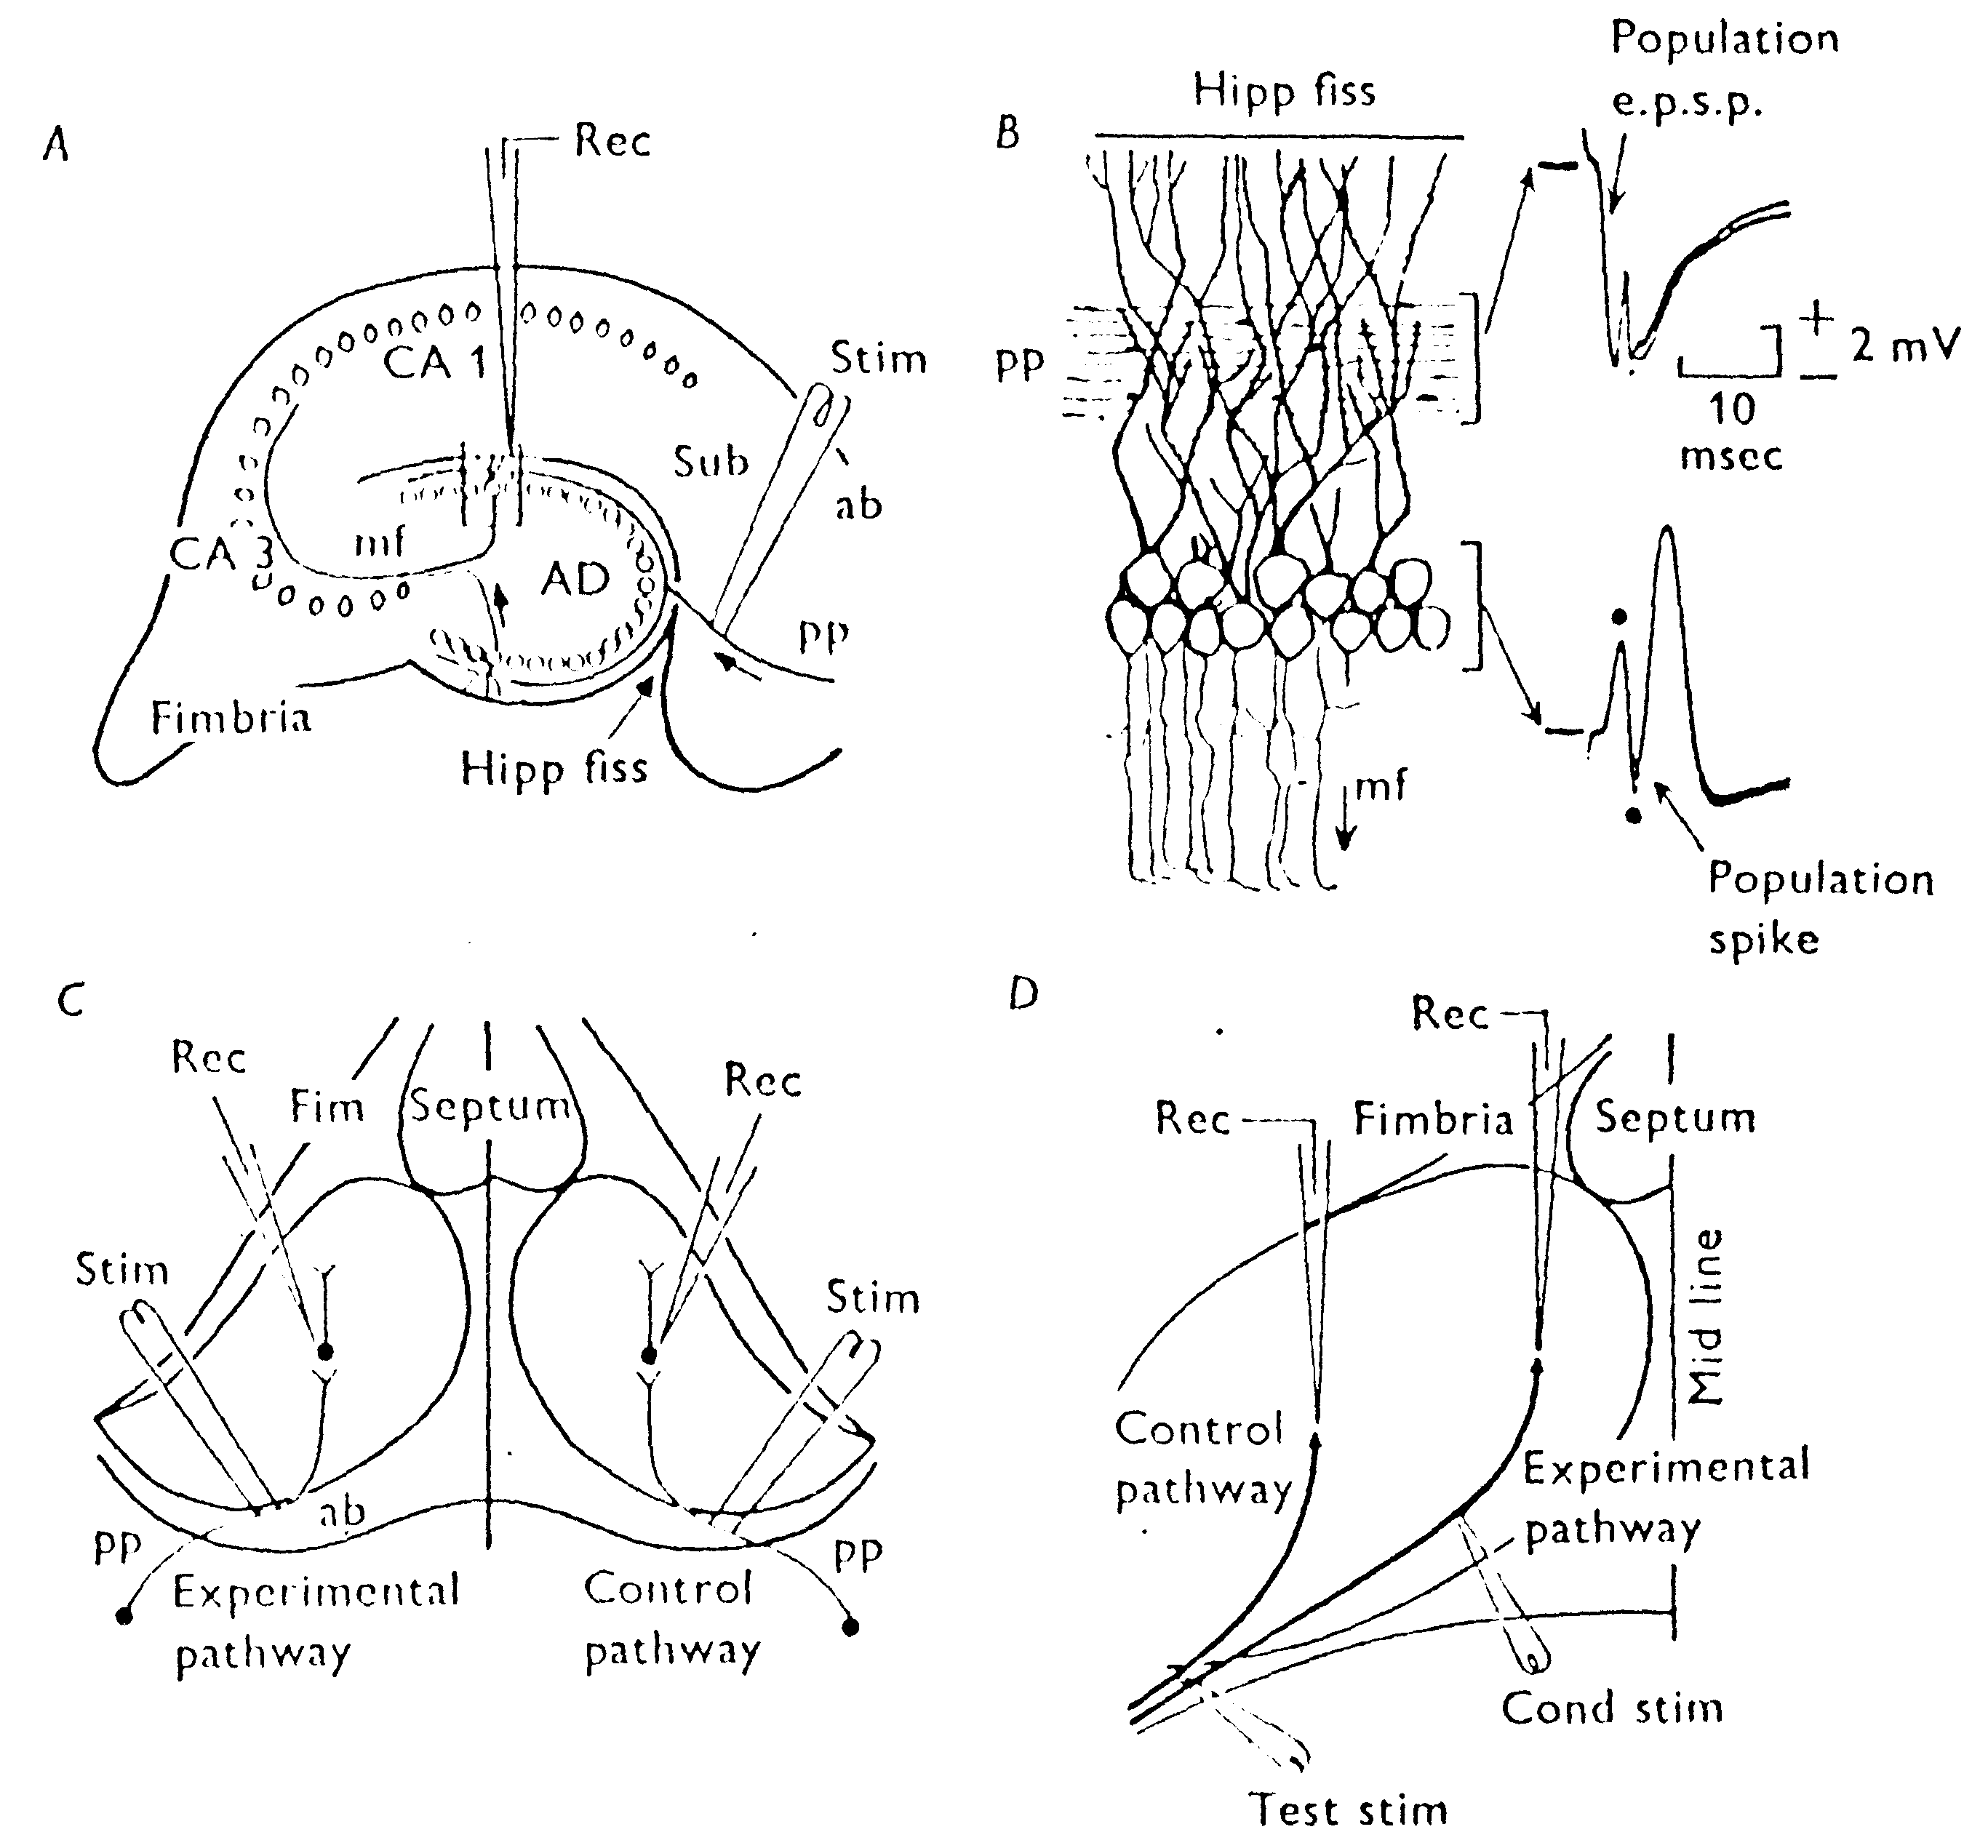 A
Rec
CA 1
Stim
Sub
ab
CA 3
mf
AD
pp
Fimbria
Hipp fiss
B
Hipp fiss
Population
e.p.s.p.
pp
+
2 mV
−
10
msec
mf
Population
spike
C
Rec
Fim
Septum
Rec
Stim
Stim
ab
pp
pp
Experimental
pathway
Control
pathway
D
Rec
Rec
Fimbria
Septum
Mid line
Control
pathway
Experimental
pathway
Cond stim
Test stim